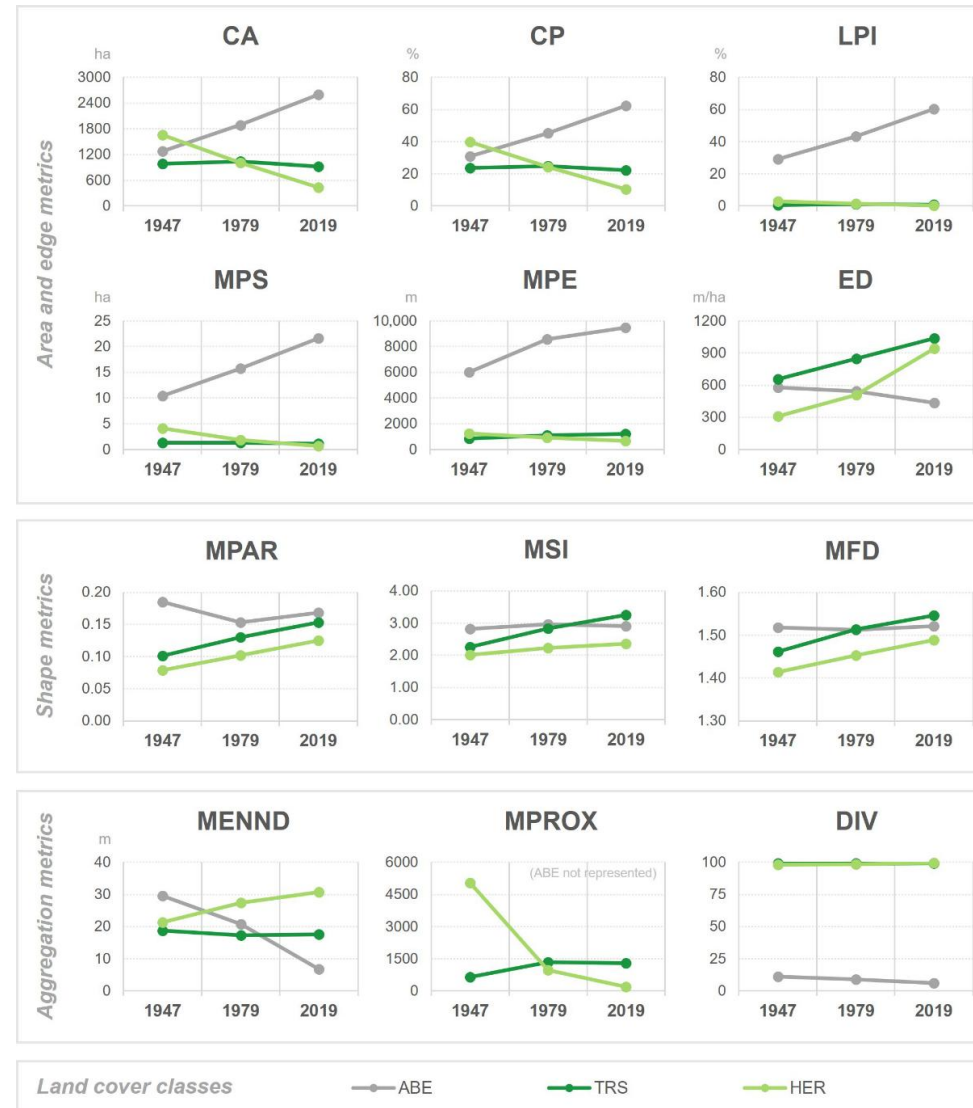 Area and edge metrics
CA
ha
3000
2400
1800
1200
600
0
1947 1979 2019
CP
%
80
60
40
20
0
1947 1979 2019
LPI
%
80
60
40
20
0
1947 1979 2019
MPS
ha
25
20
15
10
5
0
1947 1979 2019
MPE
m
10,000
8000
6000
4000
2000
0
1947 1979 2019
ED
m/ha
1200
900
600
300
0
1947 1979 2019
Shape metrics
MPAR
0.20
0.15
0.10
0.05
0.00
1947 1979 2019
MSI
4.00
3.00
2.00
1.00
0.00
1947 1979 2019
MFD
1.60
1.50
1.40
1.30
1947 1979 2019
Aggregation metrics
MENND
m
40
30
20
10
0
1947 1979 2019
MPROX
(ABE not represented)
6000
4500
3000
1500
0
1947 1979 2019
DIV
100
75
50
25
0
1947 1979 2019
Land cover classes ABE TRS HER